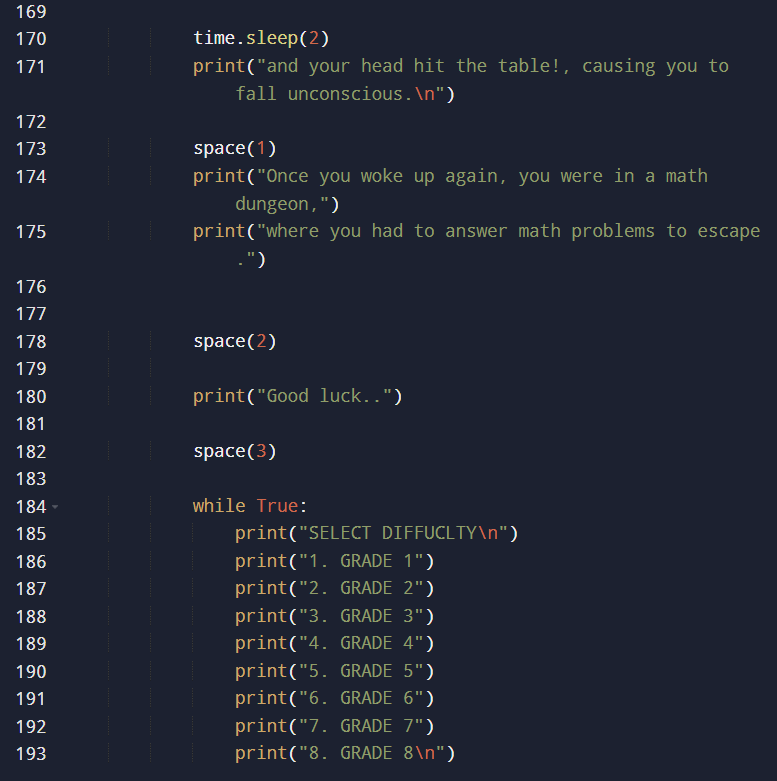 169
170 time.sleep(2)
171 print("and your head hit the table!, causing you to
fall unconscious.\n")
172
173 space(1)
174 print("Once you woke up again, you were in a math
dungeon,")
175 print("where you had to answer math problems to escape
.")
176
177
178 space(2)
179
180 print("Good luck..")
181
182 space(3)
183
184 while True:
185 print("SELECT DIFFUCLTY\n")
186 print("1. GRADE 1")
187 print("2. GRADE 2")
188 print("3. GRADE 3")
189 print("4. GRADE 4")
190 print("5. GRADE 5")
191 print("6. GRADE 6")
192 print("7. GRADE 7")
193 print("8. GRADE 8\n")